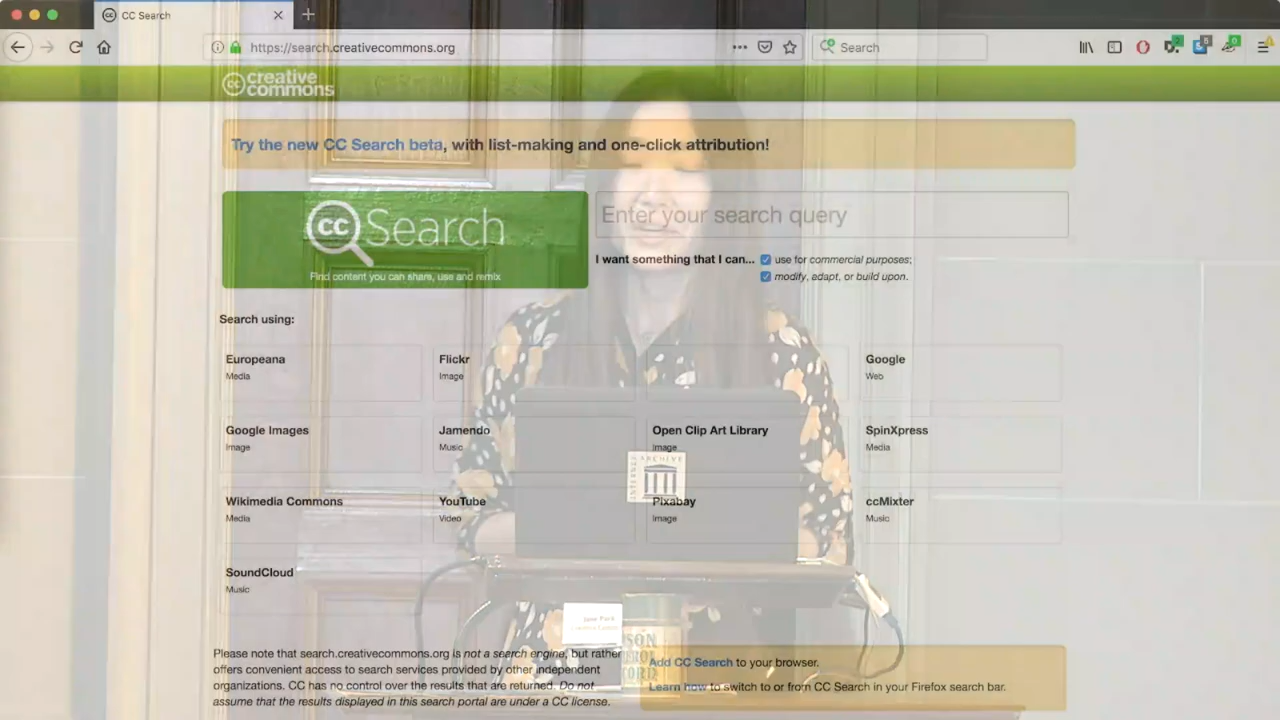 CC Search
https://search.creativecommons.org
Search
creative
commons
Try the new CC Search beta, with list-making and one-click attribution!
CC Search
Find content you can share, use and remix
Enter your search query
I want something that I can...
use for commercial purposes;
modify, adapt, or build upon.
Search using:
Europeana
Media
Flickr
Image
Google
Web
Google Images
Image
Jamendo
Music
Open Clip Art Library
Image
SpinXpress
Media
INTERNET ARCHIVE
Wikimedia Commons
Media
YouTube
Video
Pixabay
Image
ccMixter
Music
SoundCloud
Music
Jane Park
Please note that search.creativecommons.org is not a search engine, but rather
offers convenient access to search services provided by other independent
organizations. CC has no control over the results that are returned. Do not
assume that the results displayed in this search portal are under a CC license.
Add CC Search to your browser.
Learn how to switch to or from CC Search in your Firefox search bar.